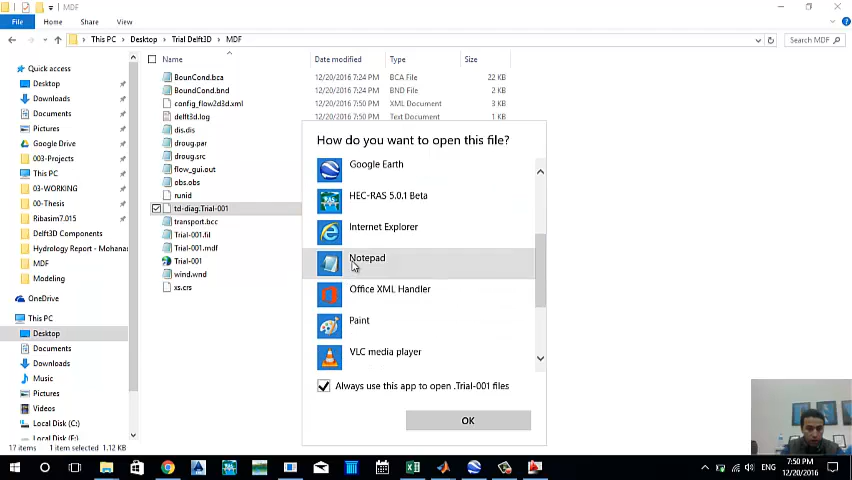 MDF
File
Home
Share
View
This PC
Desktop
Trial Delft3D
MDF
Search MDF
Name
Date modified
Type
Size
Quick access
Desktop
Downloads
Documents
Pictures
Google Drive
003-Projects
This PC
03-WORKING
00-Thesis
Ribasim7.015
Delft3D Components
Hydrology Report - Mohanad
MDF
Modeling
OneDrive
This PC
Desktop
Documents
Downloads
Music
Pictures
Videos
Local Disk (C:)
BounCond.bca 12/20/2016 7:24 PM BCA File 22 KB
BoundCond.bnd 12/20/2016 7:24 PM BND File 2 KB
config_flow2d3d.xml 12/20/2016 7:50 PM XML Document 3 KB
delft3d.log 12/20/2016 7:50 PM Text Document 1 KB
dis.dis
droug.par
droug.src
flow_gui.out
obs.obs
runid
td-diag.Trial-001
transport.bcc
Trial-001.fil
Trial-001.mdf
Trial-001
wind.wnd
xs.crs
How do you want to open this file?
Google Earth
HEC-RAS 5.0.1 Beta
Internet Explorer
Notepad
Office XML Handler
Paint
VLC media player
Always use this app to open .Trial-001 files
OK
17 items
1 item selected 1.12 KB
ENG
7:50 PM
12/20/2016